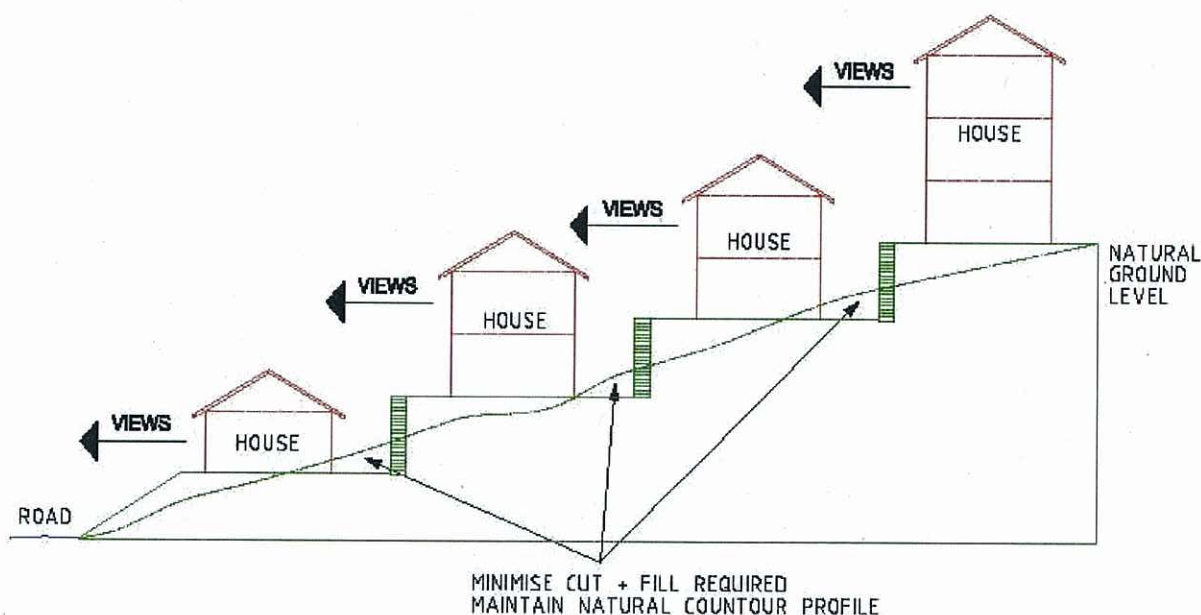 VIEWS
HOUSE
VIEWS
HOUSE
VIEWS
HOUSE
VIEWS
HOUSE
NATURAL
GROUND
LEVEL
ROAD
MINIMISE CUT + FILL REQUIRED
MAINTAIN NATURAL COUNTOUR PROFILE